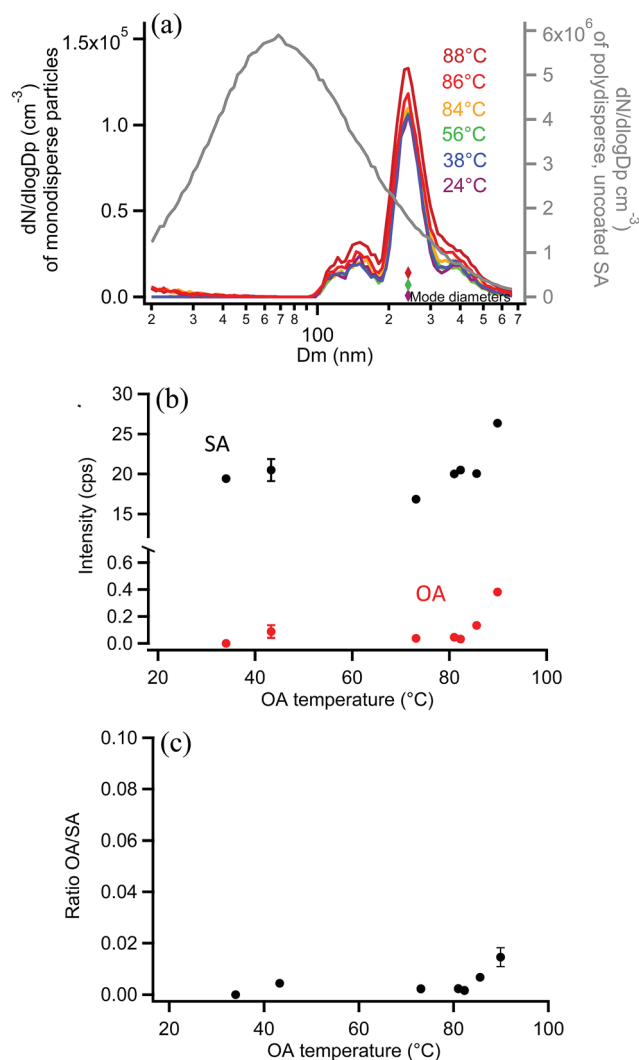 (a)
1.5x10⁵
1.0
0.5
0.0
dN/dlogDp (cm⁻³)
of monodisperse particles
88°C
86°C
84°C
56°C
38°C
24°C
Mode diameters
6x10⁶
5
4
3
2
1
0
dN/dlogDp cm⁻³)
of polydisperse, uncoated SA
2 3 4 5 6 7 8 100 2 3 4 5 6 7
Dm (nm)
(b)
30
25
20
15
0.6
0.4
0.2
0.0
Intensity (cps)
SA
OA
20 40 60 80 100
OA temperature (°C)
(c)
0.10
0.08
0.06
0.04
0.02
0.00
Ratio OA/SA
20 40 60 80 100
OA temperature (°C)